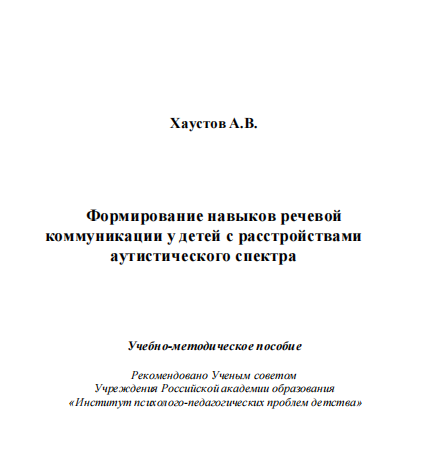 Хаустов А.В.
Формирование навыков речевой
коммуникации у детей с расстройствами
аутистического спектра
Учебно-методическое пособие
Рекомендовано Ученым советом
Учреждения Российской академии образования
«Институт психолого-педагогических проблем детства»